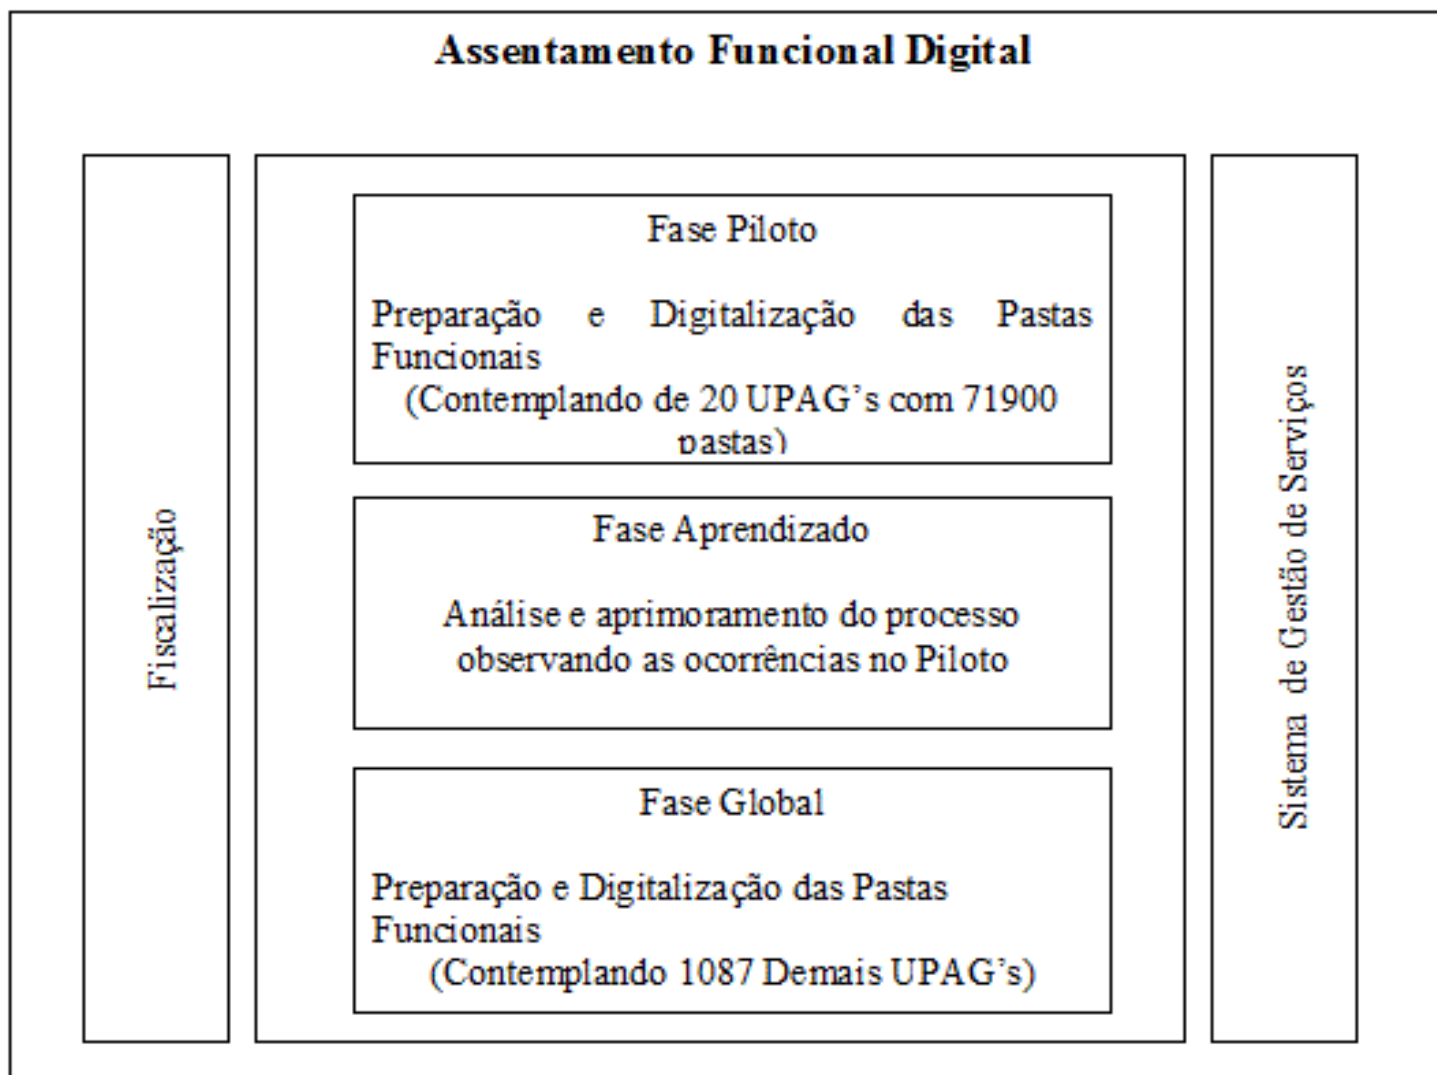 Assentamento Funcional Digital
Fiscalização
Fase Piloto
Preparação e Digitalização das Pastas
Funcionais
(Contemplando de 20 UPAG's com 71900
pastas)
Fase Aprendizado
Análise e aprimoramento do processo
observando as ocorrências no Piloto
Fase Global
Preparação e Digitalização das Pastas
Funcionais
(Contemplando 1087 Demais UPAG's)
Sistema de Gestão de Serviços